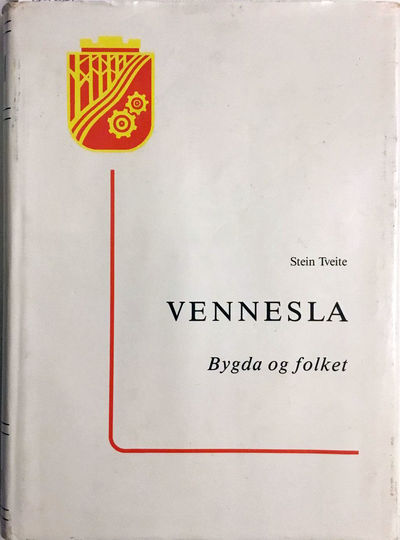 Stein Tveite
VENNESLA
Bygda og folket